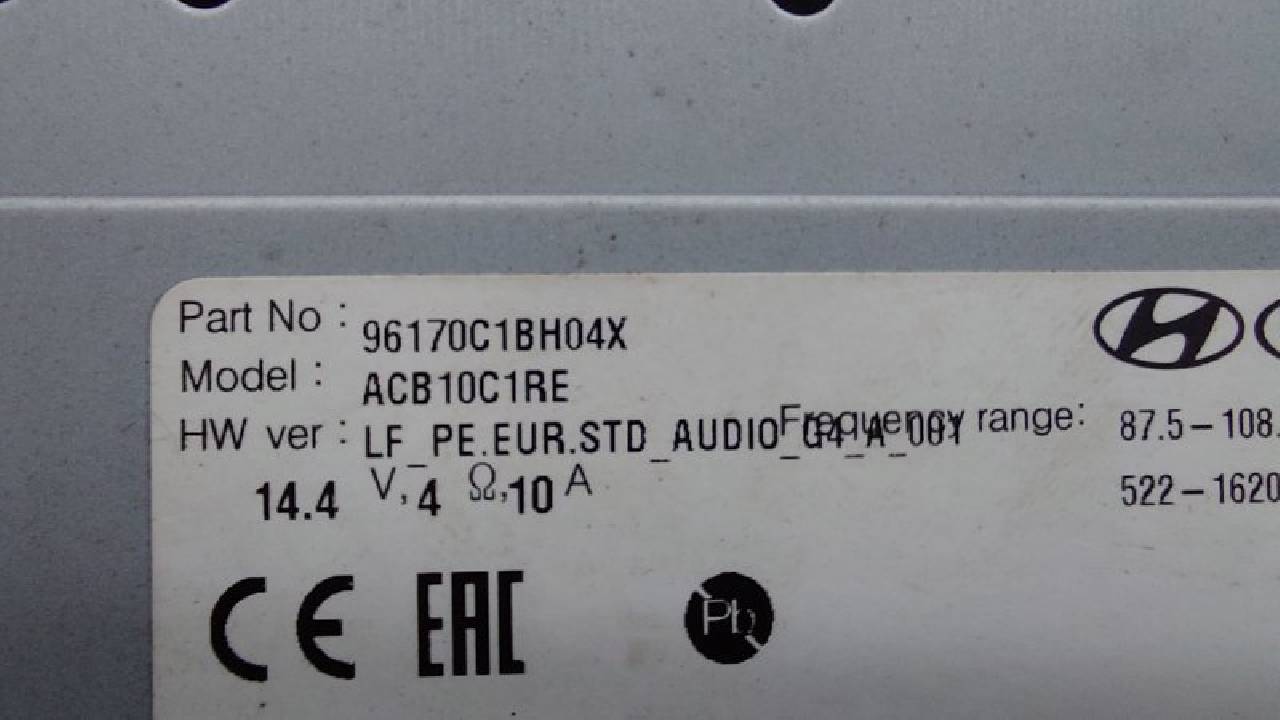 Part No : 96170C1BH04X
Model : ACB10C1RE
HW ver : LF_PE.EUR.STD_AUDIO_G4_A_001
Frequency range: 87.5-108.
522-1620
14.4 V, 4 Ω, 10 A
CE EAC Pb